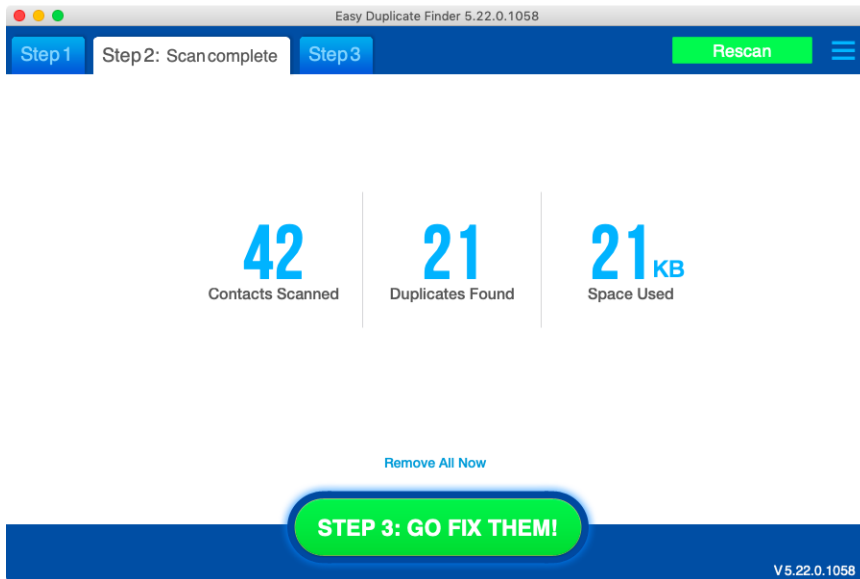 Easy Duplicate Finder 5.22.0.1058
Step 1 Step 2: Scan complete Step 3 Rescan
42 21 21 KB
Contacts Scanned Duplicates Found Space Used
Remove All Now
STEP 3: GO FIX THEM!
V 5.22.0.1058